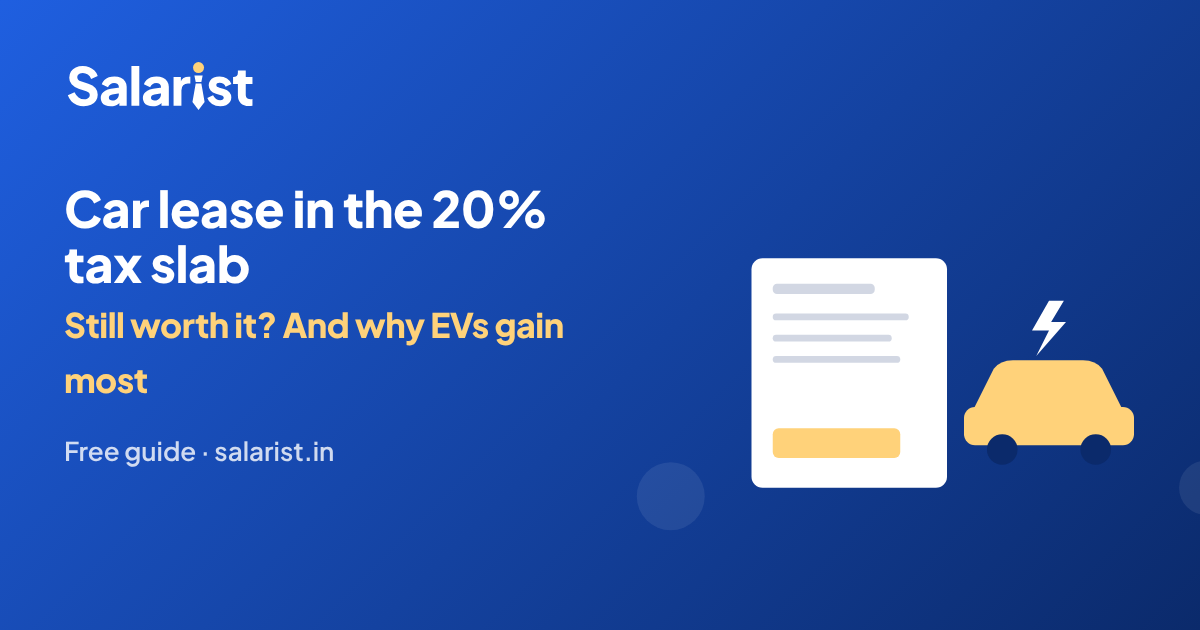 Salarist
Car lease in the 20%
tax slab
Still worth it? And why EVs gain
most
Free guide · salarist.in